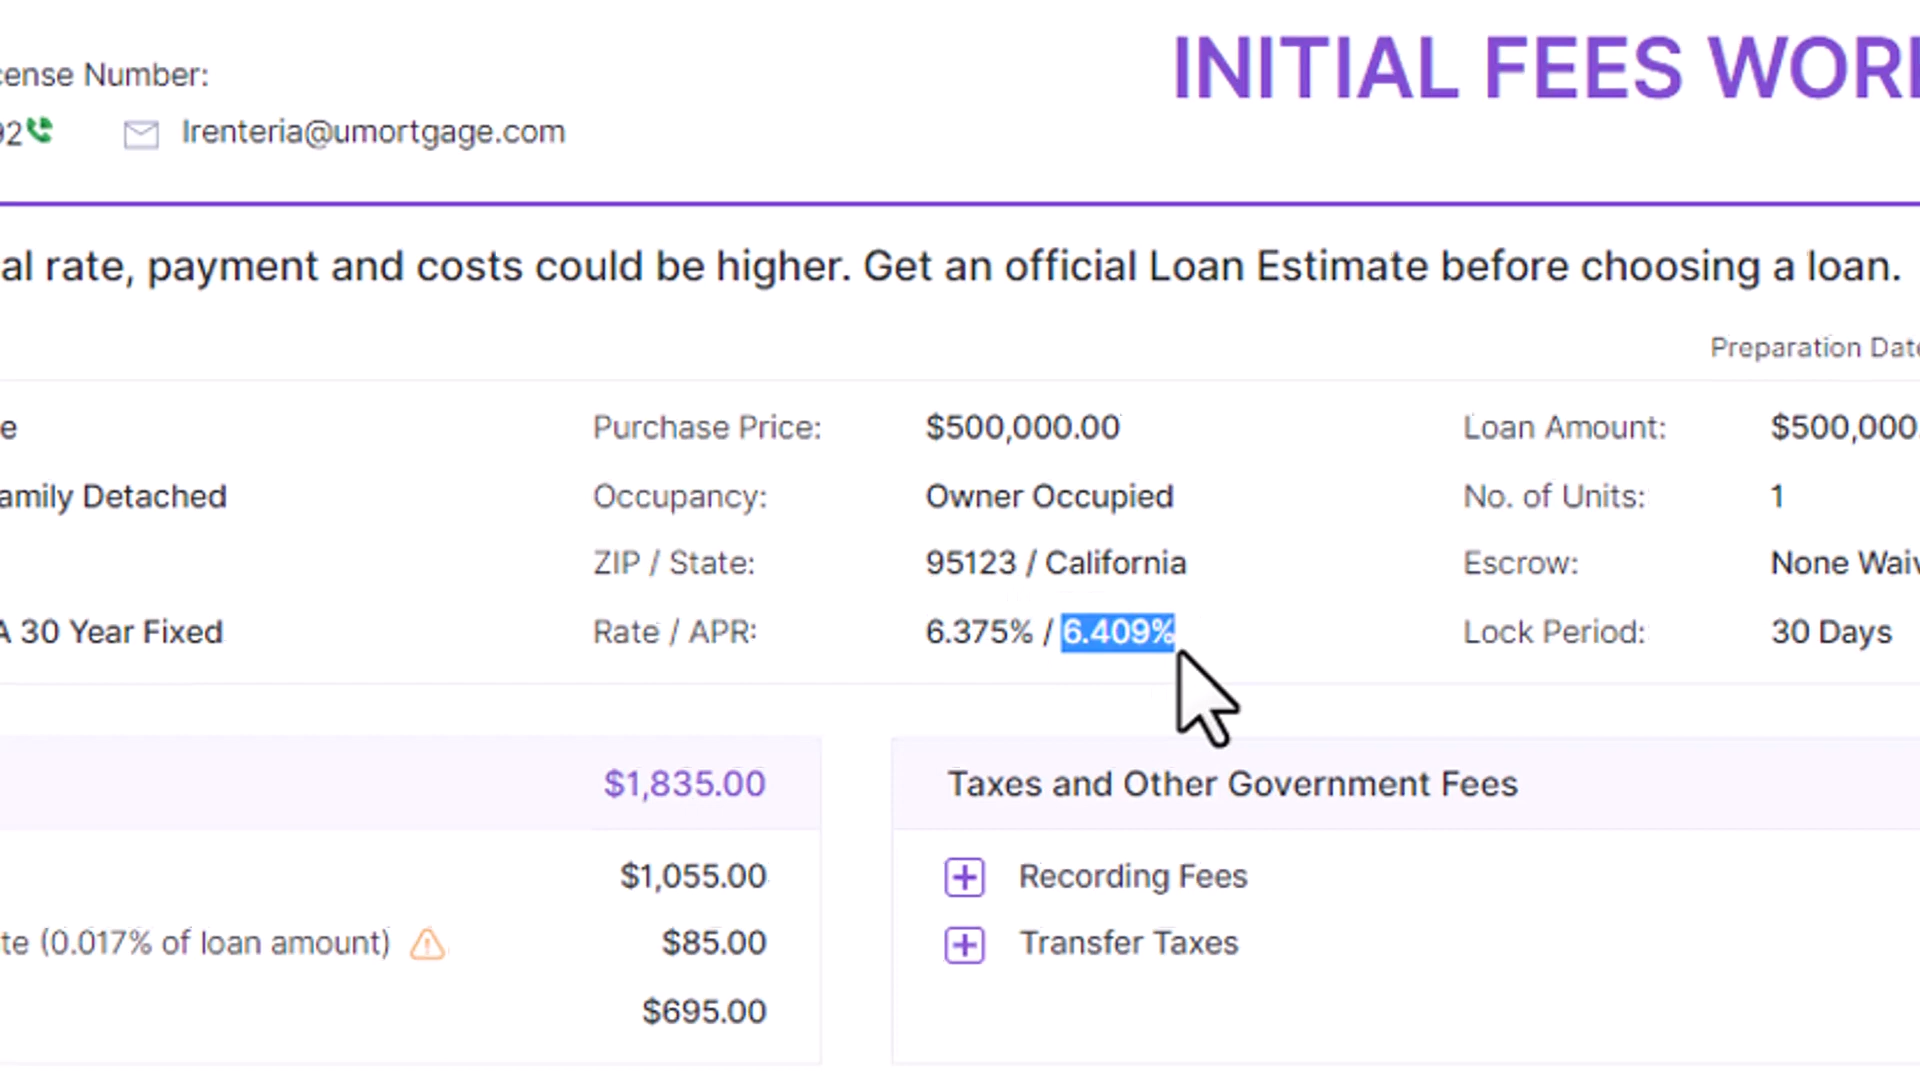 INITIAL FEES WOR
cense Number:
92 lrenteria@umortgage.com
al rate, payment and costs could be higher. Get an official Loan Estimate before choosing a loan.
Preparation Date
e Purchase Price: $500,000.00 Loan Amount: $500,000.
amily Detached Occupancy: Owner Occupied No. of Units: 1
ZIP / State: 95123 / California Escrow: None Waiv
A 30 Year Fixed Rate / APR: 6.375% / 6.409% Lock Period: 30 Days
$1,835.00 Taxes and Other Government Fees
$1,055.00 Recording Fees
te (0.017% of loan amount) $85.00 Transfer Taxes
$695.00